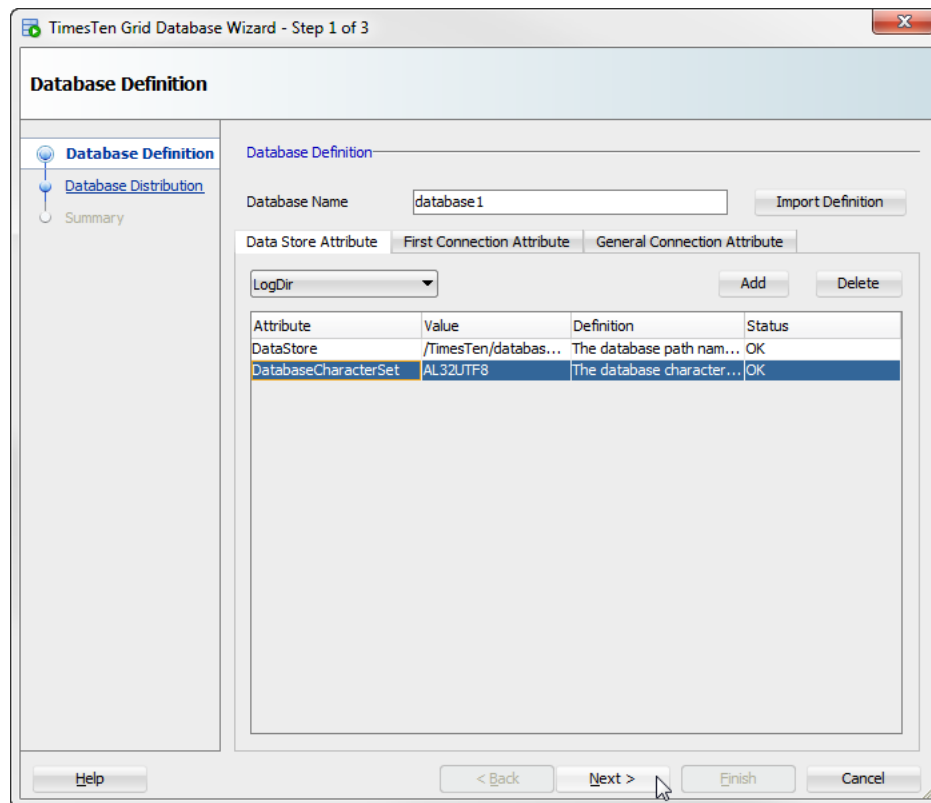 TimesTen Grid Database Wizard - Step 1 of 3
Database Definition
Database Definition
Database Distribution
Summary
Database Definition
Database Name database1 Import Definition
Data Store Attribute First Connection Attribute General Connection Attribute
LogDir Add Delete
Attribute Value Definition Status
DataStore /TimesTen/databas... The database path nam... OK
DatabaseCharacterSet AL32UTF8 The database character... OK
Help < Back Next > Finish Cancel